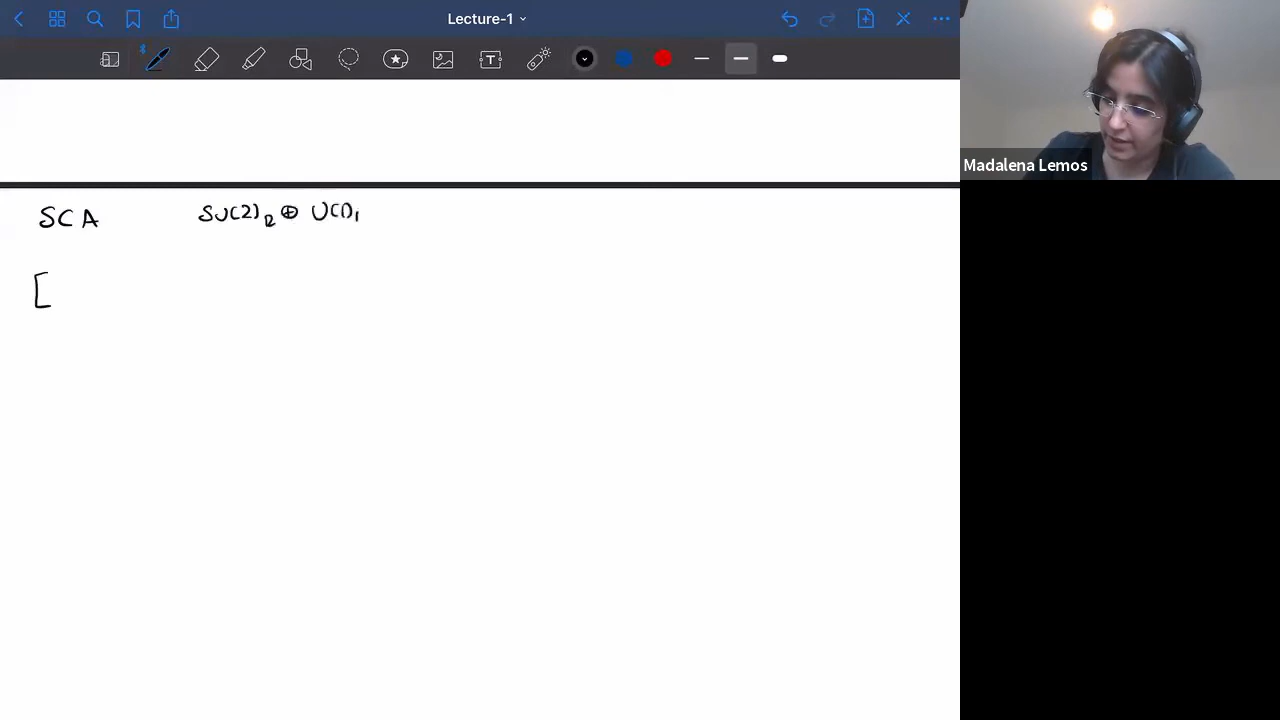 Lecture-1
Madalena Lemos
SCA SU(2)R ⊕ U(1)r
[